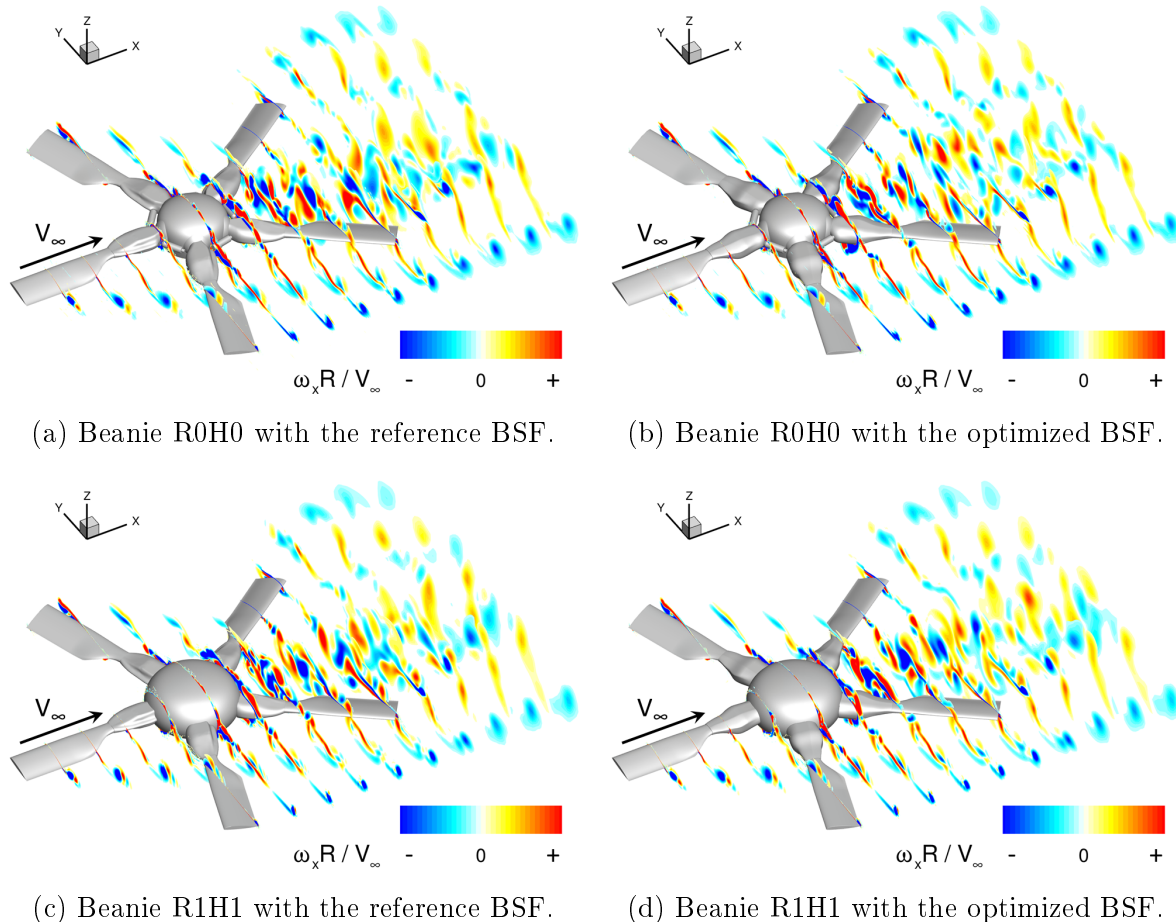 Z
Y
X
V∞
ωxR / V∞
- 0 +
(a) Beanie R0H0 with the reference BSF.
Z
Y
X
V∞
ωxR / V∞
- 0 +
(b) Beanie R0H0 with the optimized BSF.
Z
Y
X
V∞
ωxR / V∞
- 0 +
(c) Beanie R1H1 with the reference BSF.
Z
Y
X
V∞
ωxR / V∞
- 0 +
(d) Beanie R1H1 with the optimized BSF.